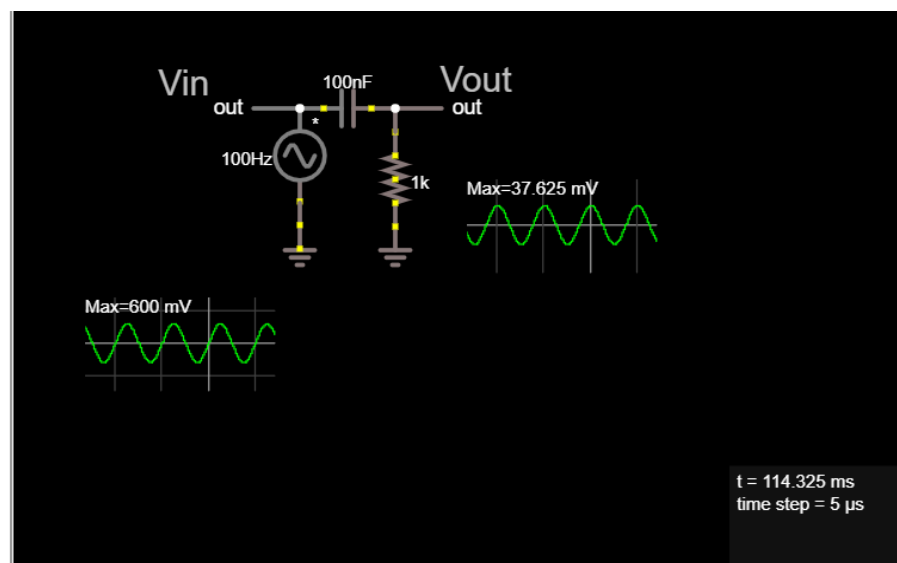 Vin
Vout
100nF
out
out
*
100Hz
1k
Max=37.625 mV
Max=600 mV
t = 114.325 ms
time step = 5 µs